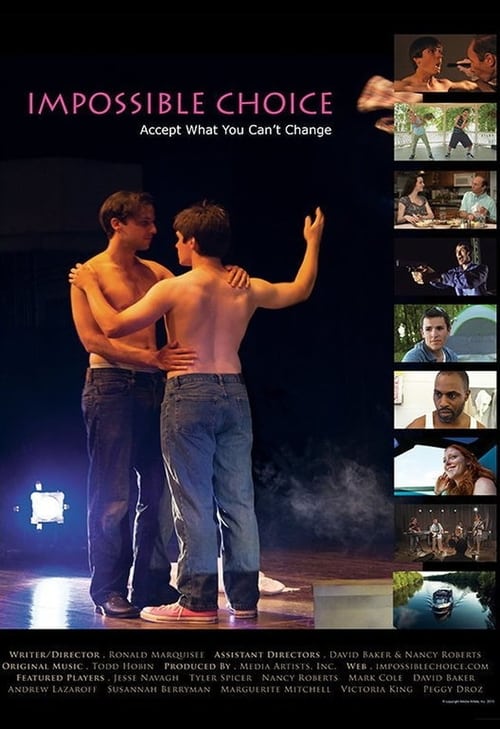 IMPOSSIBLE CHOICE
Accept What You Can't Change
WRITER/DIRECTOR . RONALD MARQUISEE ASSISTANT DIRECTORS . DAVID BAKER & NANCY ROBERTS
ORIGINAL MUSIC . TODD HOBIN PRODUCED BY . MEDIA ARTISTS, INC. WEB . IMPOSSIBLECHOICE.COM
FEATURED PLAYERS . JESSE NAVAGH TYLER SPICER NANCY ROBERTS MARK COLE DAVID BAKER
ANDREW LAZAROFF SUSANNAH BERRYMAN MARGUERITE MITCHELL VICTORIA KING PEGGY DROZ